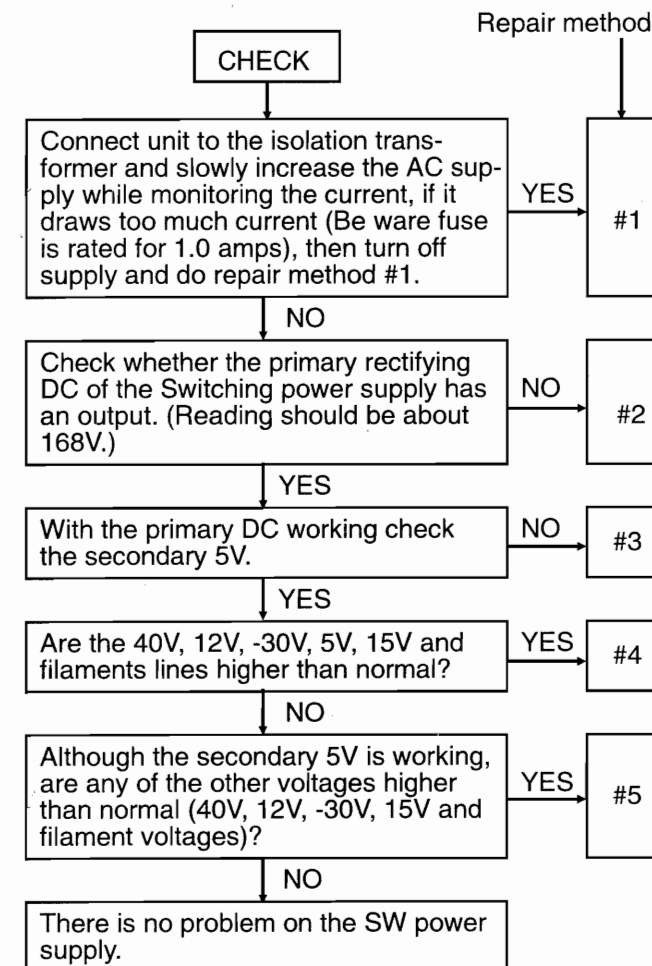 Repair method
CHECK
Connect unit to the isolation trans-
former and slowly increase the AC sup-
ply while monitoring the current, if it
draws too much current (Be ware fuse
is rated for 1.0 amps), then turn off
supply and do repair method #1.
YES
#1
NO
Check whether the primary rectifying
DC of the Switching power supply has
an output. (Reading should be about
168V.)
NO
#2
YES
With the primary DC working check
the secondary 5V.
NO
#3
YES
Are the 40V, 12V, -30V, 5V, 15V and
filaments lines higher than normal?
YES
#4
NO
Although the secondary 5V is working,
are any of the other voltages higher
than normal (40V, 12V, -30V, 15V and
filament voltages)?
YES
#5
NO
There is no problem on the SW power
supply.